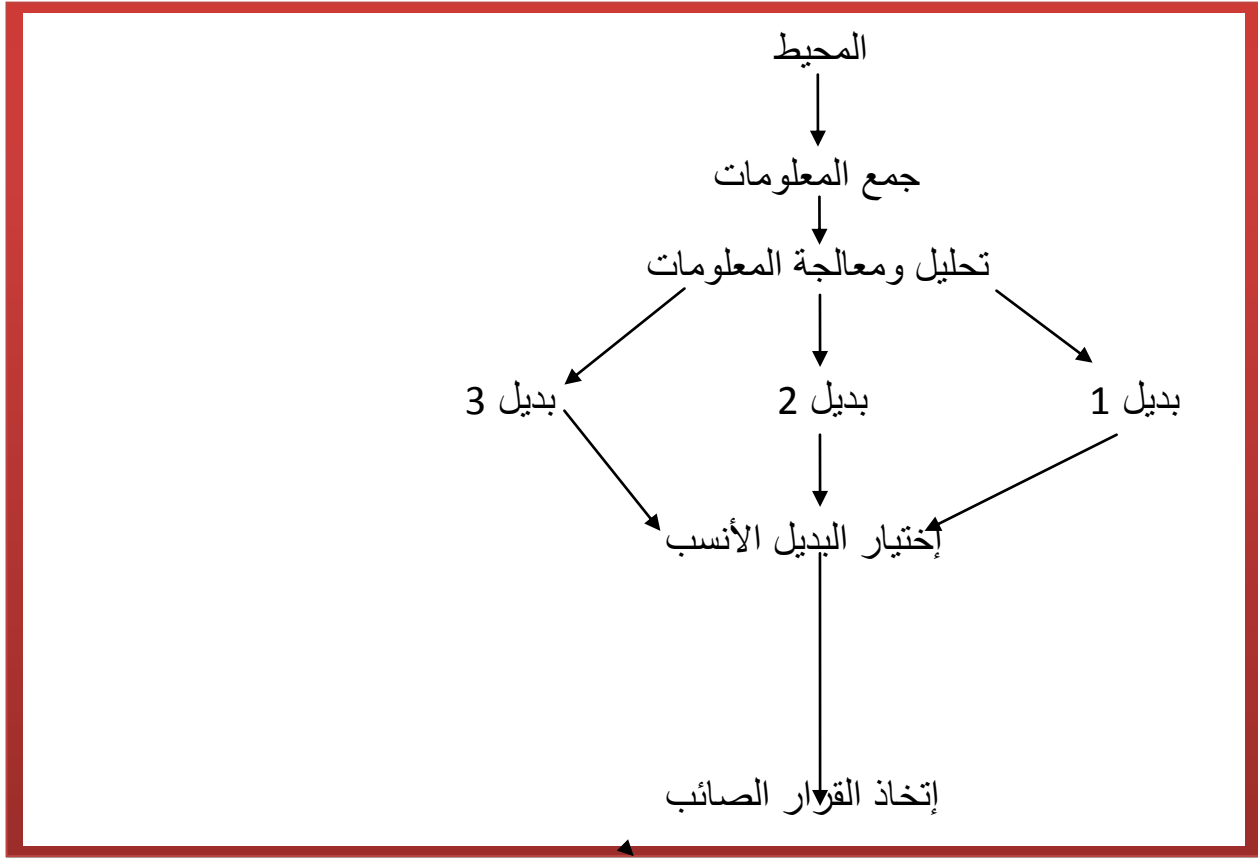 المحيط
جمع المعلومات
تحليل ومعالجة المعلومات
بديل 1
بديل 2
بديل 3
إختيار البديل الأنسب
إتخاذ القرار الصائب